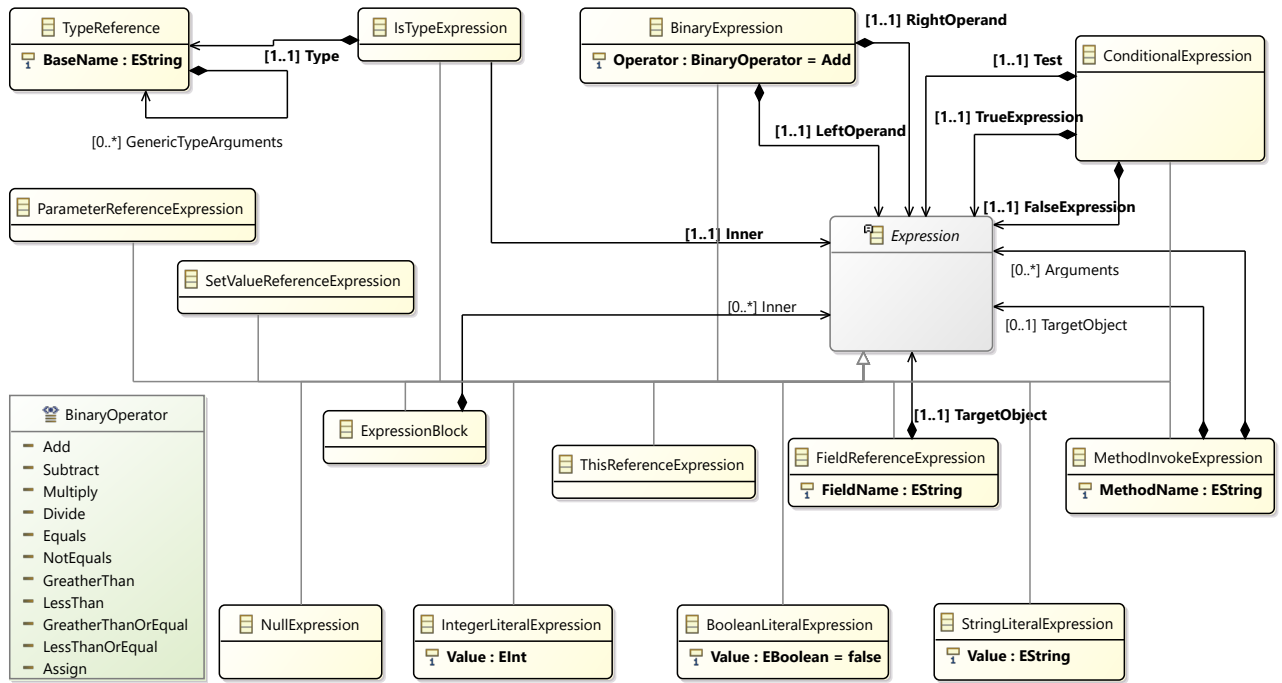 TypeReference
BaseName : EString
[0..*] GenericTypeArguments
[1..1] Type
IsTypeExpression
BinaryExpression
Operator : BinaryOperator = Add
[1..1] RightOperand
[1..1] LeftOperand
ConditionalExpression
[1..1] Test
[1..1] TrueExpression
[1..1] FalseExpression
ParameterReferenceExpression
SetValueReferenceExpression
[1..1] Inner
Expression
[0..*] Arguments
[0..*] Inner
[0..1] TargetObject
BinaryOperator
Add
Subtract
Multiply
Divide
Equals
NotEquals
GreatherThan
LessThan
GreatherThanOrEqual
LessThanOrEqual
Assign
ExpressionBlock
ThisReferenceExpression
[1..1] TargetObject
FieldReferenceExpression
FieldName : EString
MethodInvokeExpression
MethodName : EString
NullExpression
IntegerLiteralExpression
Value : EInt
BooleanLiteralExpression
Value : EBoolean = false
StringLiteralExpression
Value : EString